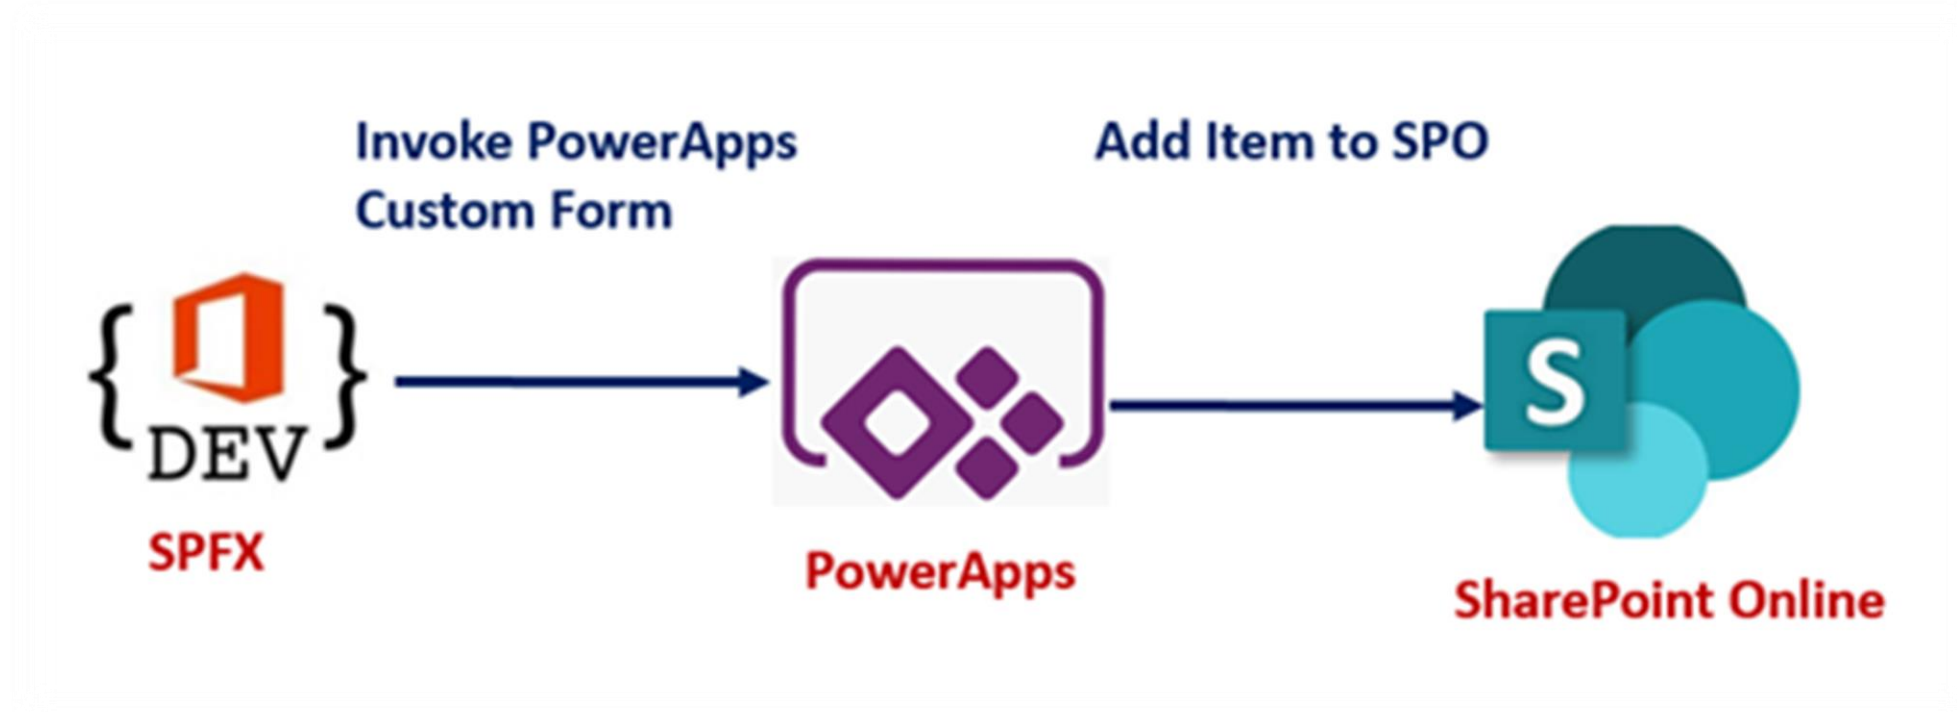 Invoke PowerApps
Custom Form
Add Item to SPO
{ } 
DEV
S
SPFX
PowerApps
SharePoint Online